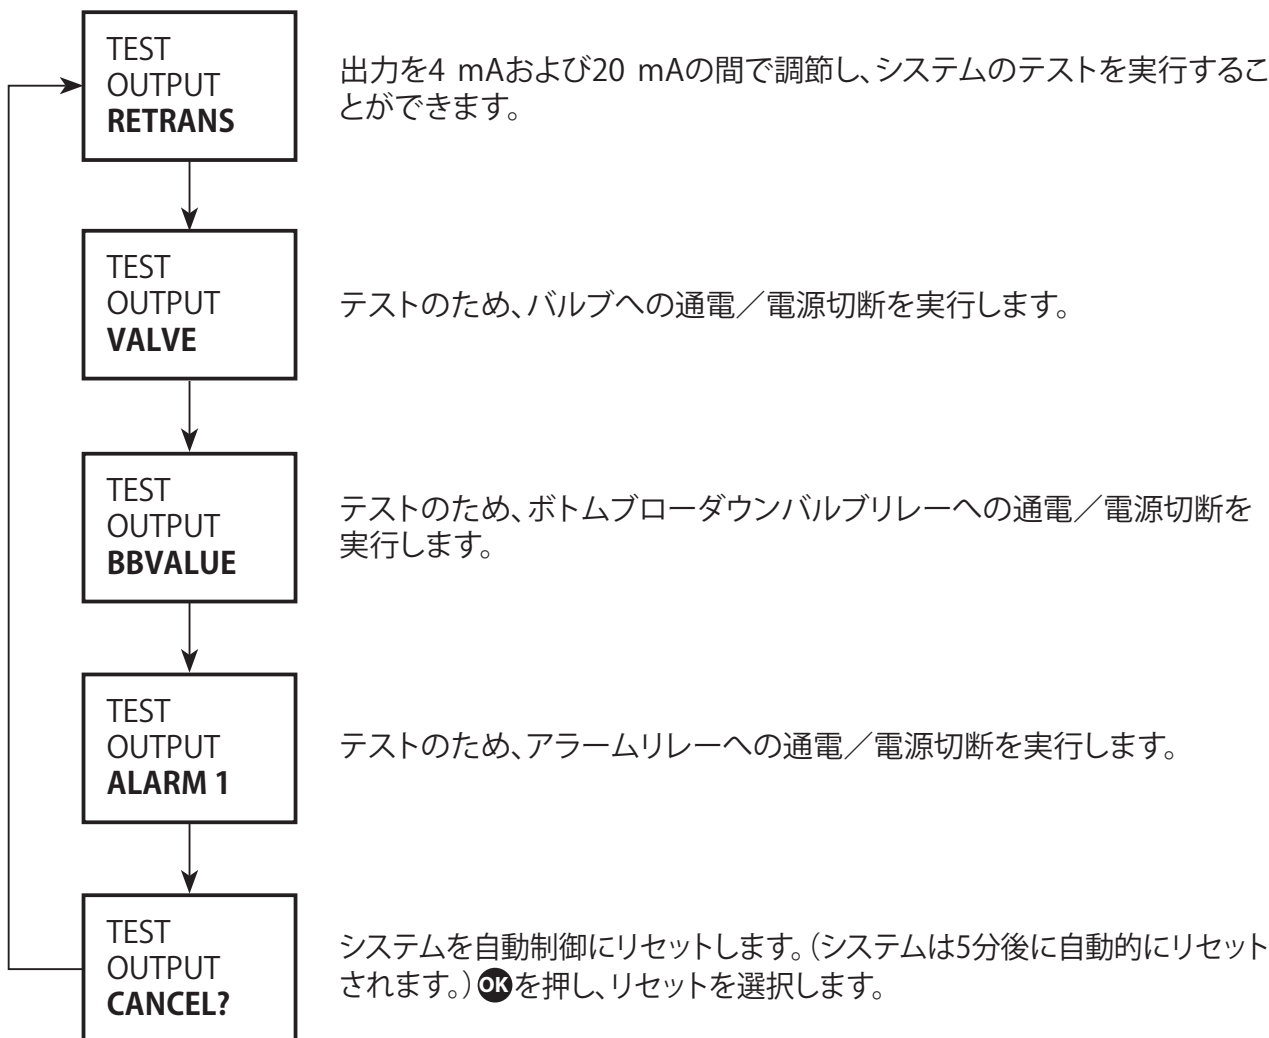 TEST
OUTPUT
RETRANS
出力を4 mAおよび20 mAの間で調節し、システムのテストを実行するこ
とができます。
TEST
OUTPUT
VALVE
テストのため、バルブへの通電／電源切断を実行します。
TEST
OUTPUT
BBVALUE
テストのため、ボトムブローダウンバルブリレーへの通電／電源切断を
実行します。
TEST
OUTPUT
ALARM 1
テストのため、アラームリレーへの通電／電源切断を実行します。
TEST
OUTPUT
CANCEL?
システムを自動制御にリセットします。（システムは5分後に自動的にリセット
されます。）OKを押し、リセットを選択します。